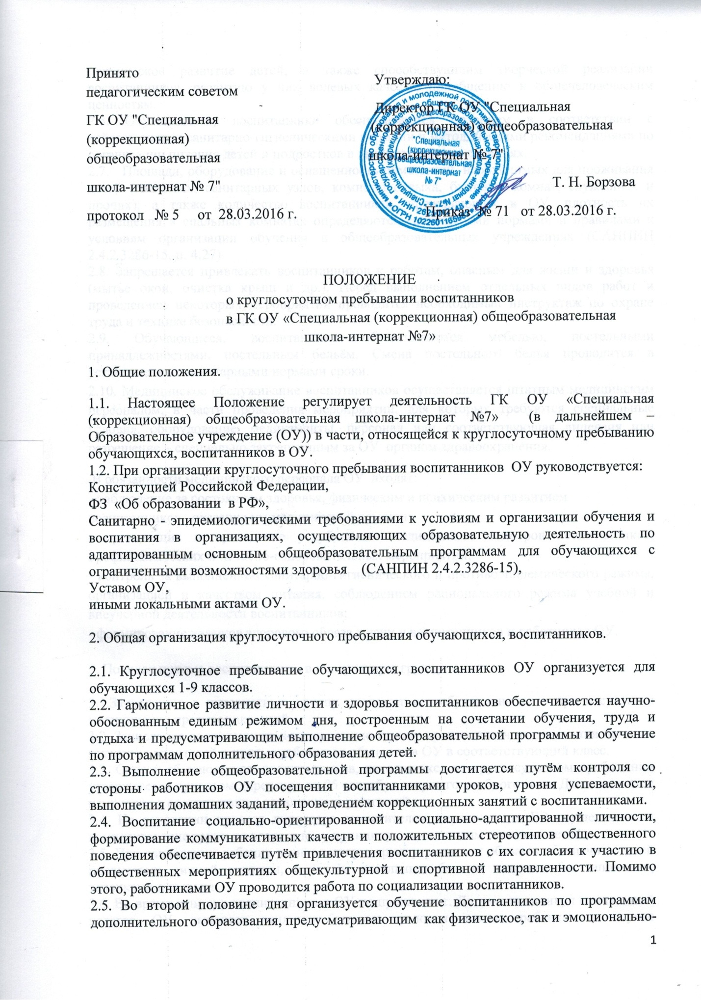 Принято
педагогическим советом
ГК ОУ "Специальная
(коррекционная)
общеобразовательная
школа-интернат № 7"
протокол № 5 от 28.03.2016 г.
Утверждаю:
Директор ГК ОУ "Специальная
(коррекционная) общеобразовательная
школа-интернат № 7"
Т. Н. Борзова
Приказ № 71 от 28.03.2016 г.
"Специальная
(коррекционная)
общеобразовательная
школа-интернат
№ 7"
ПОЛОЖЕНИЕ
о круглосуточном пребывании воспитанников
в ГК ОУ «Специальная (коррекционная) общеобразовательная
школа-интернат №7»
1. Общие положения.
1.1. Настоящее Положение регулирует деятельность ГК ОУ «Специальная
(коррекционная) общеобразовательная школа-интернат №7» (в дальнейшем –
Образовательное учреждение (ОУ)) в части, относящейся к круглосуточному пребыванию
обучающихся, воспитанников в ОУ.
1.2. При организации круглосуточного пребывания воспитанников ОУ руководствуется:
Конституцией Российской Федерации,
ФЗ «Об образовании в РФ»,
Санитарно - эпидемиологическими требованиями к условиям и организации обучения и
воспитания в организациях, осуществляющих образовательную деятельность по
адаптированным основным общеобразовательным программам для обучающихся с
ограниченными возможностями здоровья (САНПИН 2.4.2.3286-15),
Уставом ОУ,
иными локальными актами ОУ.
2. Общая организация круглосуточного пребывания обучающихся, воспитанников.
2.1. Круглосуточное пребывание обучающихся, воспитанников ОУ организуется для
обучающихся 1-9 классов.
2.2. Гармоничное развитие личности и здоровья воспитанников обеспечивается научно-
обоснованным единым режимом дня, построенным на сочетании обучения, труда и
отдыха и предусматривающим выполнение общеобразовательной программы и обучение
по программам дополнительного образования детей.
2.3. Выполнение общеобразовательной программы достигается путём контроля со
стороны работников ОУ посещения воспитанниками уроков, уровня успеваемости,
выполнения домашних заданий, проведением коррекционных занятий с воспитанниками.
2.4. Воспитание социально-ориентированной и социально-адаптированной личности,
формирование коммуникативных качеств и положительных стереотипов общественного
поведения обеспечивается путём привлечения воспитанников с их согласия к участию в
общественных мероприятиях общекультурной и спортивной направленности. Помимо
этого, работниками ОУ проводится работа по социализации воспитанников.
2.5. Во второй половине дня организуется обучение воспитанников по программам
дополнительного образования, предусматривающим как физическое, так и эмоционально-
1